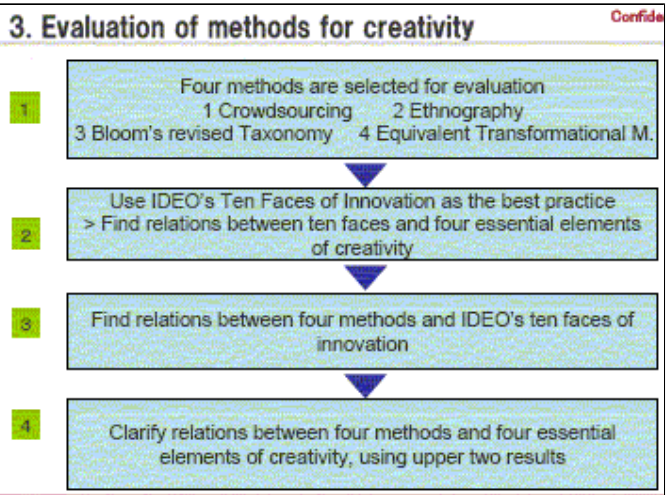 3. Evaluation of methods for creativity
Confide
1
Four methods are selected for evaluation
1 Crowdsourcing 2 Ethnography
3 Bloom's revised Taxonomy 4 Equivalent Transformational M.
2
Use IDEO's Ten Faces of Innovation as the best practice
> Find relations between ten faces and four essential elements
of creativity
3
Find relations between four methods and IDEO's ten faces of
innovation
4
Clarify relations between four methods and four essential
elements of creativity, using upper two results